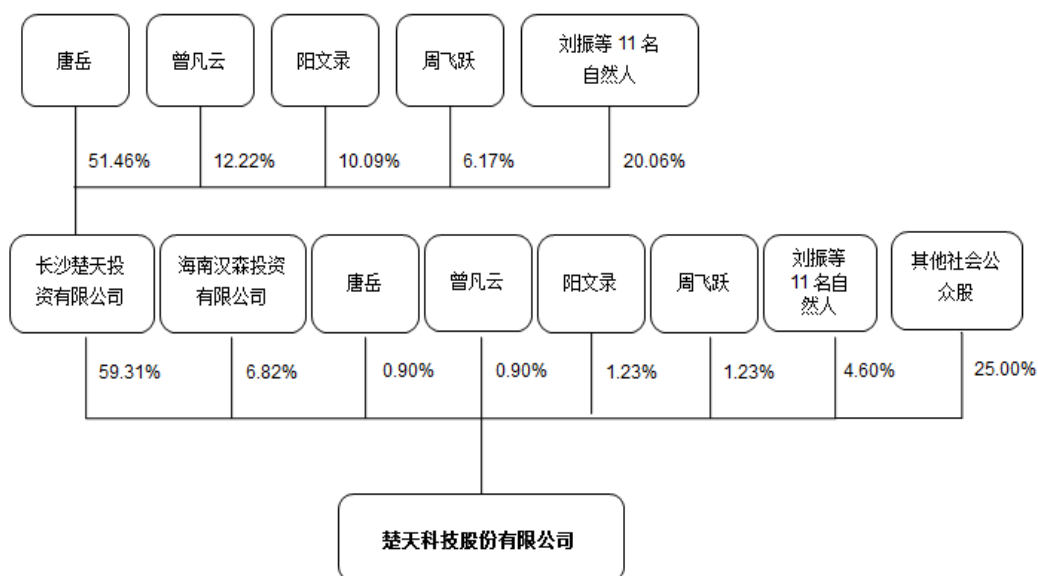 唐岳
曾凡云
阳文录
周飞跃
刘振等 11 名
自然人
51.46%
12.22%
10.09%
6.17%
20.06%
长沙楚天投
资有限公司
海南汉森投资
有限公司
唐岳
曾凡云
阳文录
周飞跃
刘振等
11 名自
然人
其他社会公
众股
59.31%
6.82%
0.90%
0.90%
1.23%
1.23%
4.60%
25.00%
楚天科技股份有限公司